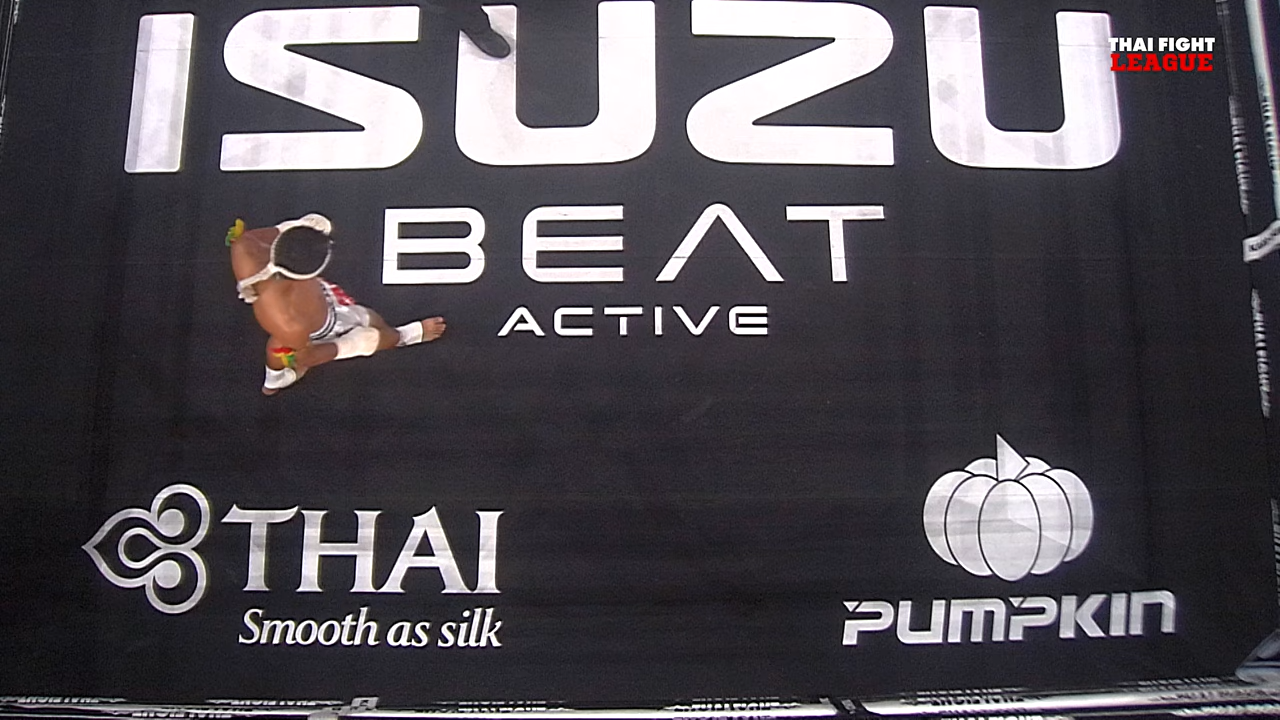 ISUZU
THAI FIGHT
LEAGUE
BEAT
ACTIVE
THAI
Smooth as silk
PUMPKIN